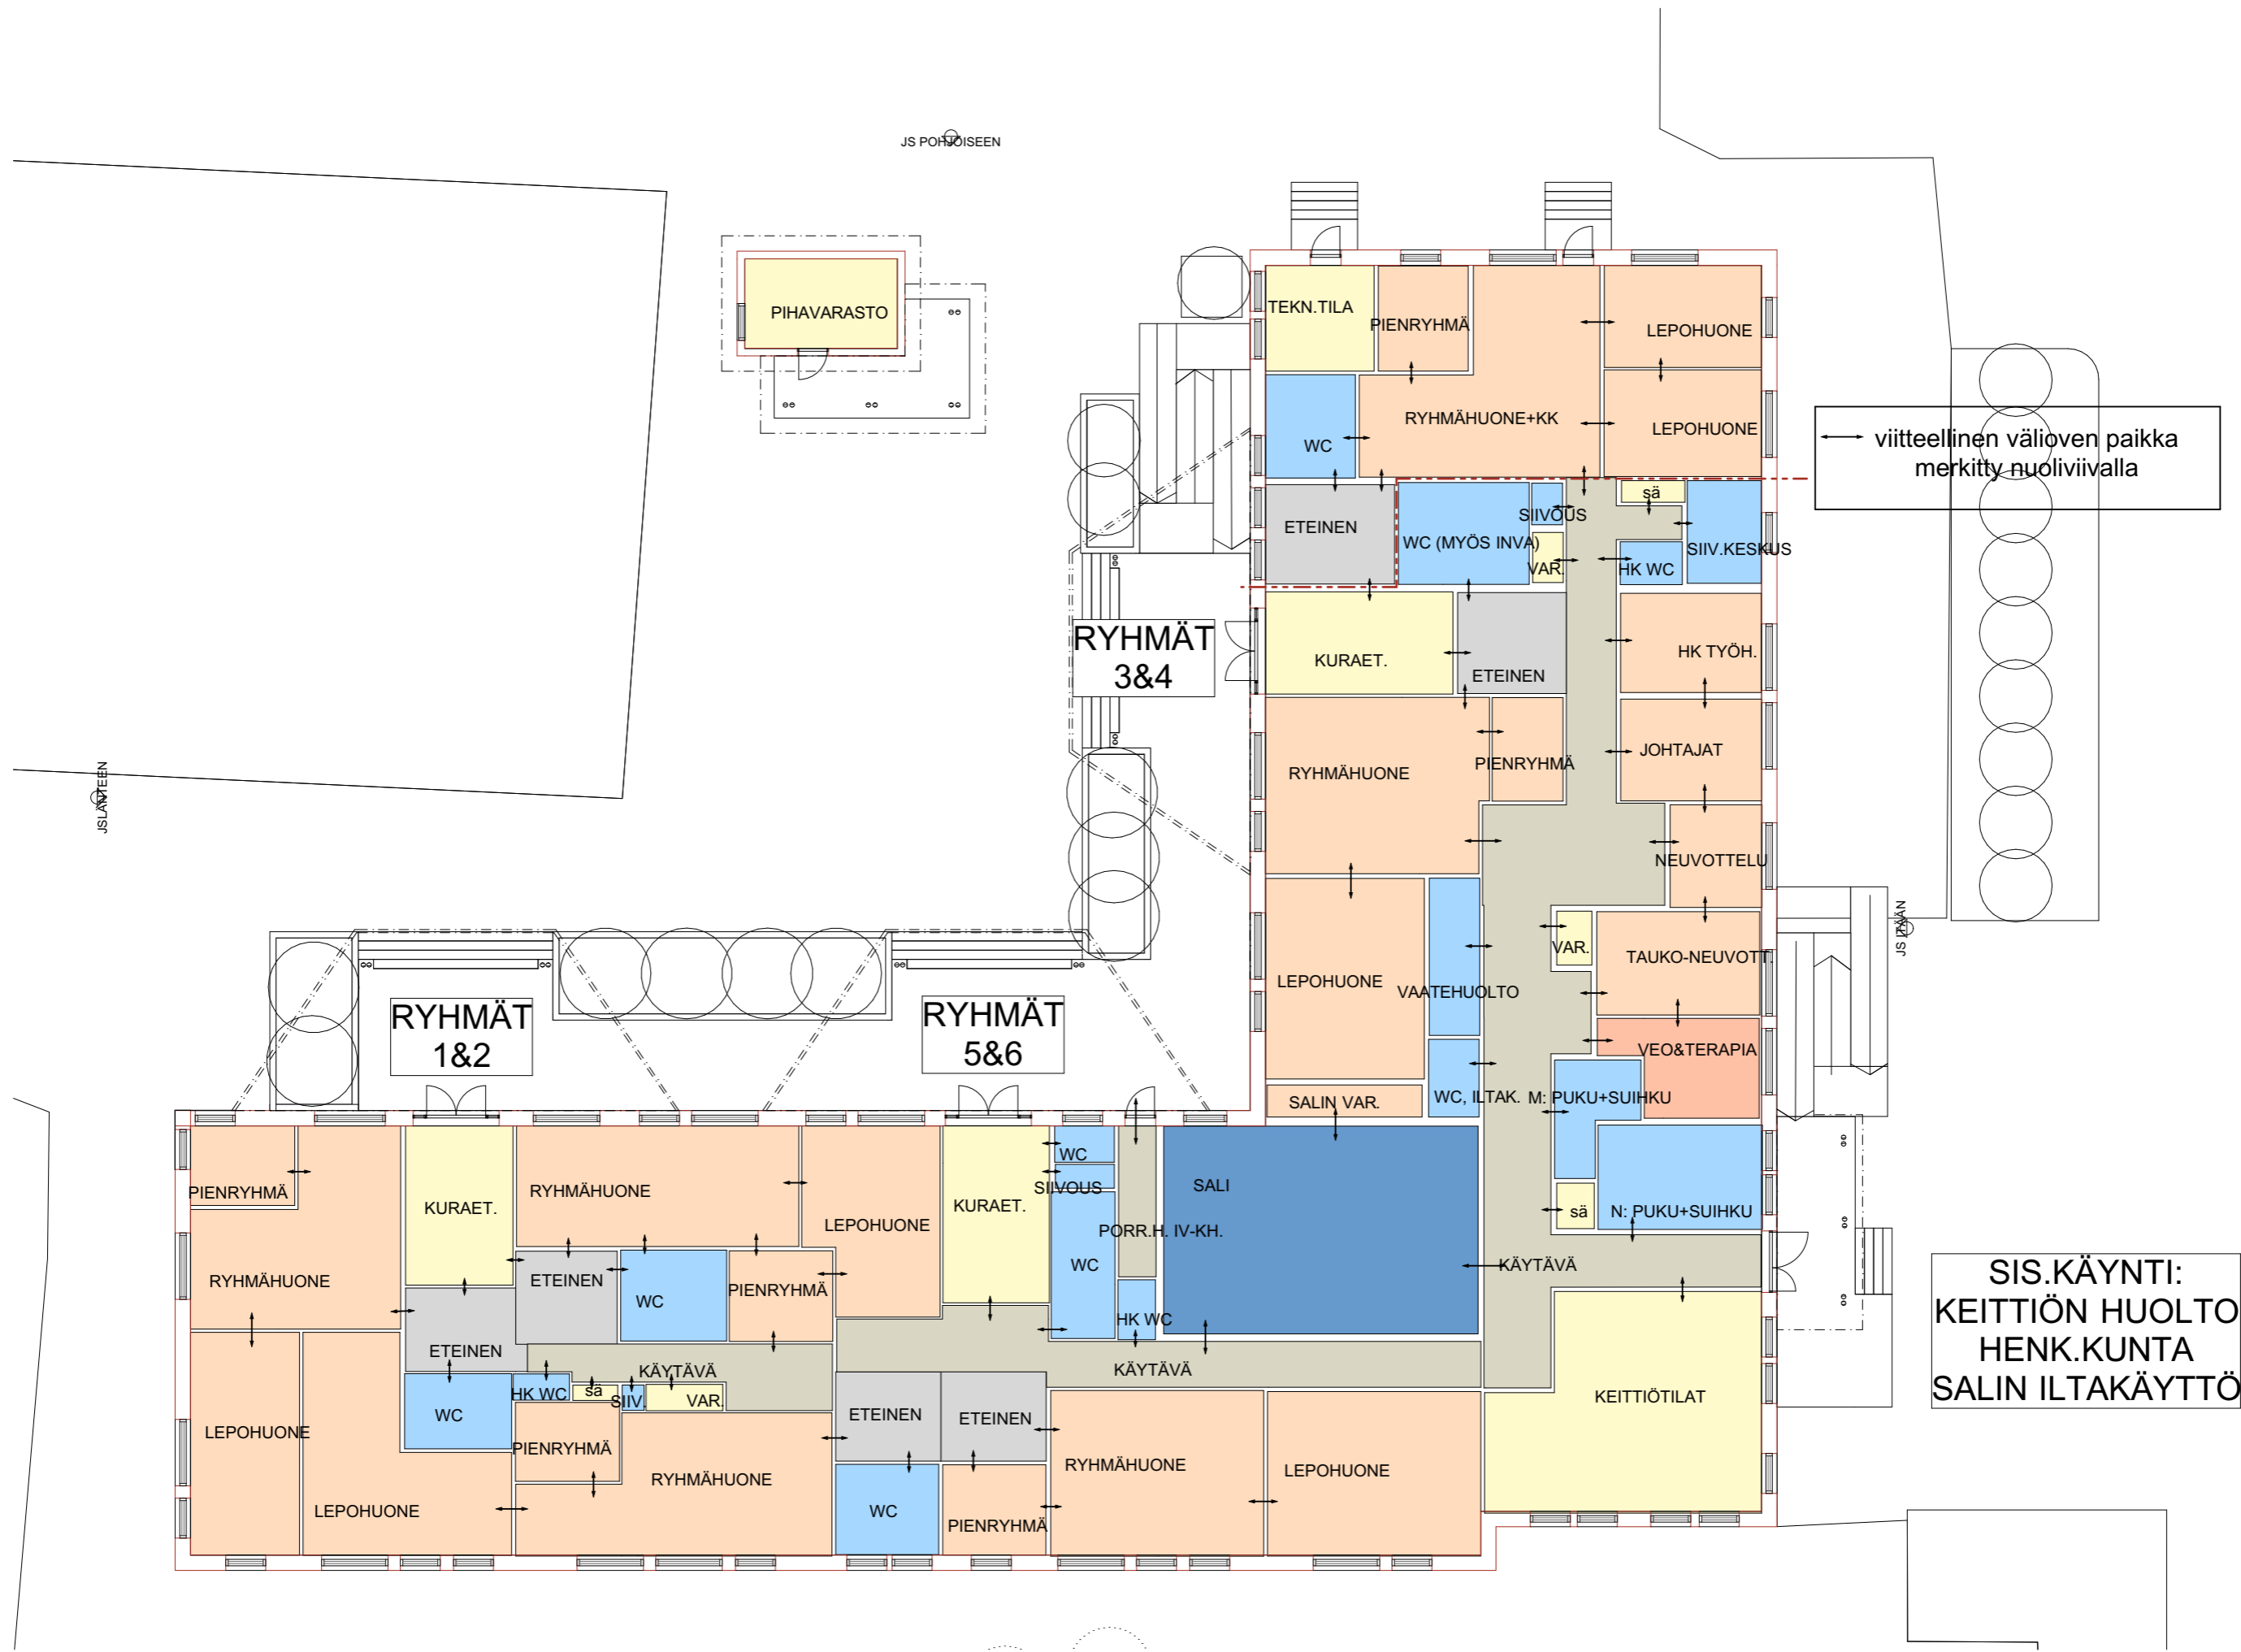 JS POHJOISEEN
PIHAVARASTO
TEKN.TILA
PIENRYHMÄ
LEPOHUONE
RYHMÄHUONE+KK
LEPOHUONE
WC
viitteellinen välioven paikka
merkitty nuoliviivalla
ETEINEN
WC (MYÖS INVA)
SIIVOUS
sä
VAR.
HK WC
SIIV.KESKUS
RYHMÄT
3&4
KURAET.
ETEINEN
HK TYÖH.
RYHMÄHUONE
PIENRYHMÄ
JOHTAJAT
JSLÄNTEEN
NEUVOTTELU
LEPOHUONE
VAATEHUOLTO
VAR.
TAUKO-NEUVOTT.
JS ITÄÄN
RYHMÄT
1&2
RYHMÄT
5&6
VEO&TERAPIA
SALIN VAR.
WC, ILTAK.
M: PUKU+SUIHKU
PIENRYHMÄ
KURAET.
RYHMÄHUONE
LEPOHUONE
KURAET.
WC
SIIVOUS
SALI
sä
N: PUKU+SUIHKU
PORR.H. IV-KH.
RYHMÄHUONE
ETEINEN
WC
PIENRYHMÄ
WC
HK WC
KÄYTÄVÄ
SIS.KÄYNTI:
KEITTIÖN HUOLTO
HENK.KUNTA
SALIN ILTAKÄYTTÖ
ETEINEN
KÄYTÄVÄ
KÄYTÄVÄ
HK WC
sä
SIIV.
VAR.
KEITTIÖTILAT
LEPOHUONE
WC
PIENRYHMÄ
ETEINEN
ETEINEN
RYHMÄHUONE
LEPOHUONE
LEPOHUONE
RYHMÄHUONE
WC
PIENRYHMÄ